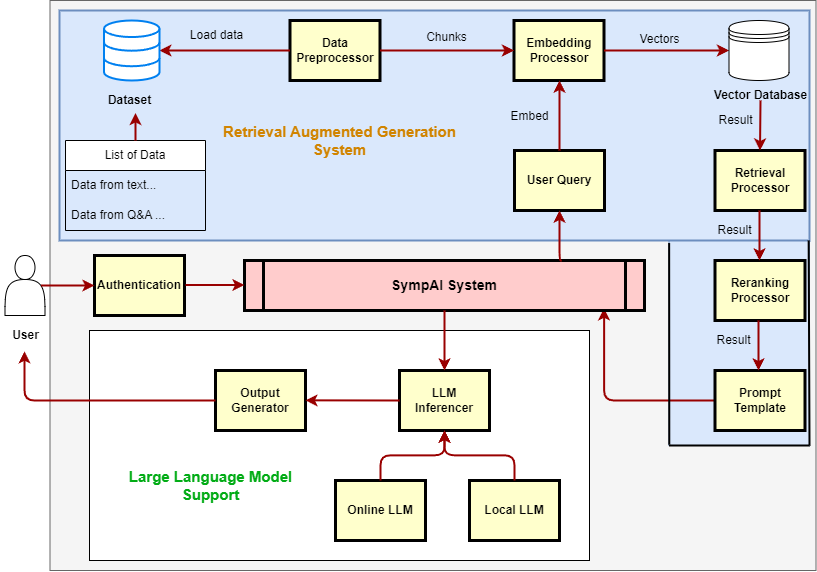 Load data
Data
Preprocessor
Chunks
Embedding
Processor
Vectors
Dataset
Vector Database
Embed
Result
Retrieval Augmented Generation
System
List of Data
Data from text...
Data from Q&A ...
User Query
Retrieval
Processor
Result
Authentication
SympAI System
Reranking
Processor
User
Result
Output
Generator
LLM
Inferencer
Prompt
Template
Large Language Model
Support
Online LLM
Local LLM